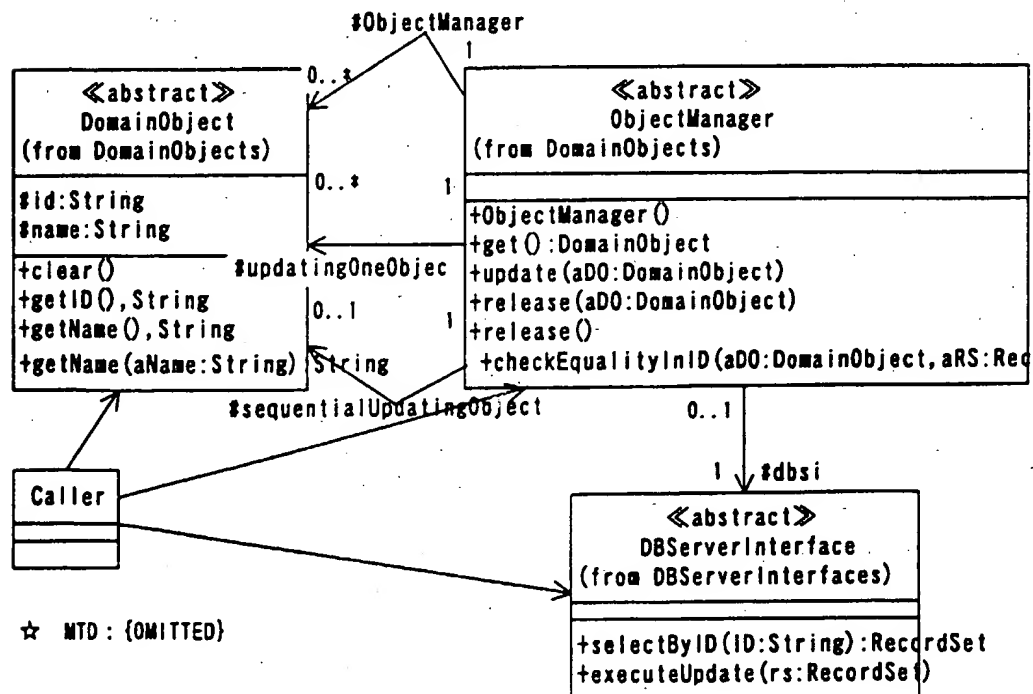 #ObjectManager
1
0..*
≪abstract≫
DomainObject
(from DomainObjects)
#id:String
#name:String
+clear()
+getID(),String
+getName(),String
+getName(aName:String) String
≪abstract≫
ObjectManager
(from DomainObjects)
+ObjectManager()
+get():DomainObject
+update(aDO:DomainObject)
+release(aDO:DomainObject)
+release()
+checkEqualityInID(aDO:DomainObject,aRS:Rec
0..*
1
#updatingOneObjec
0..1
1
#sequentialUpdatingObject
0..1
1
#dbsi
Caller
≪abstract≫
DBServerInterface
(from DBServerInterfaces)
+selectByID(ID:String):RecordSet
+executeUpdate(rs:RecordSet)
☆ MTD : {OMITTED}